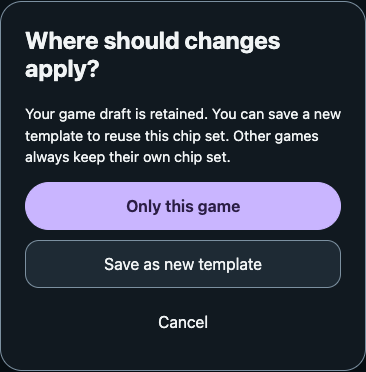 Where should changes
apply?
Your game draft is retained. You can save a new
template to reuse this chip set. Other games
always keep their own chip set.
Only this game
Save as new template
Cancel